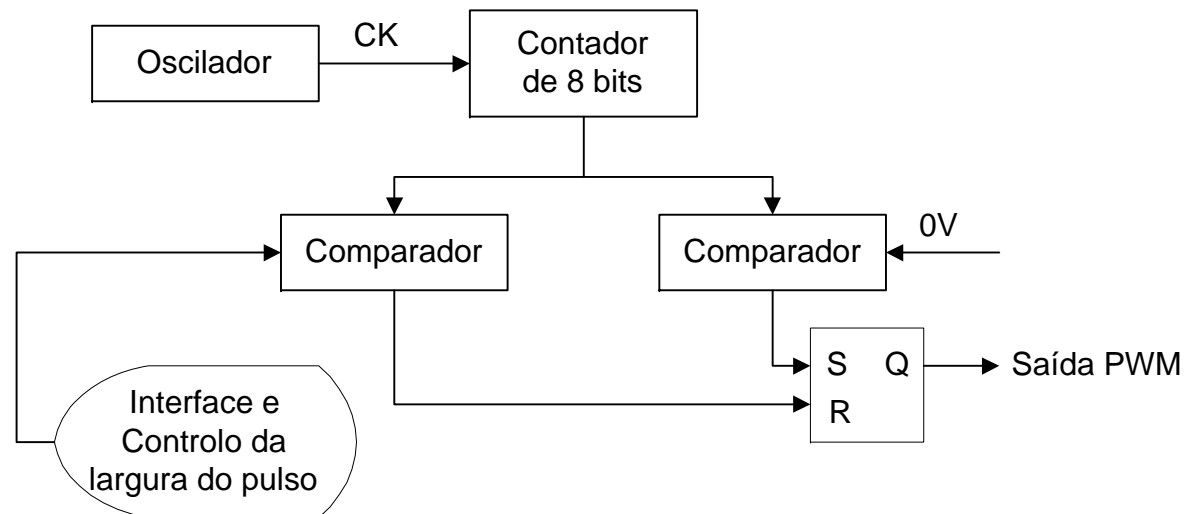 CK
Oscilador
Contador
de 8 bits
Comparador
Comparador
0V
S Q
R
Saída PWM
Interface e
Controlo da
largura do pulso